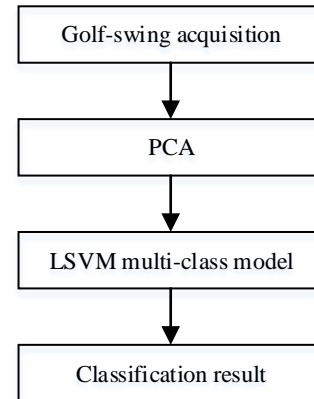 Golf-swing acquisition
PCA
LSVM multi-class model
Classification result